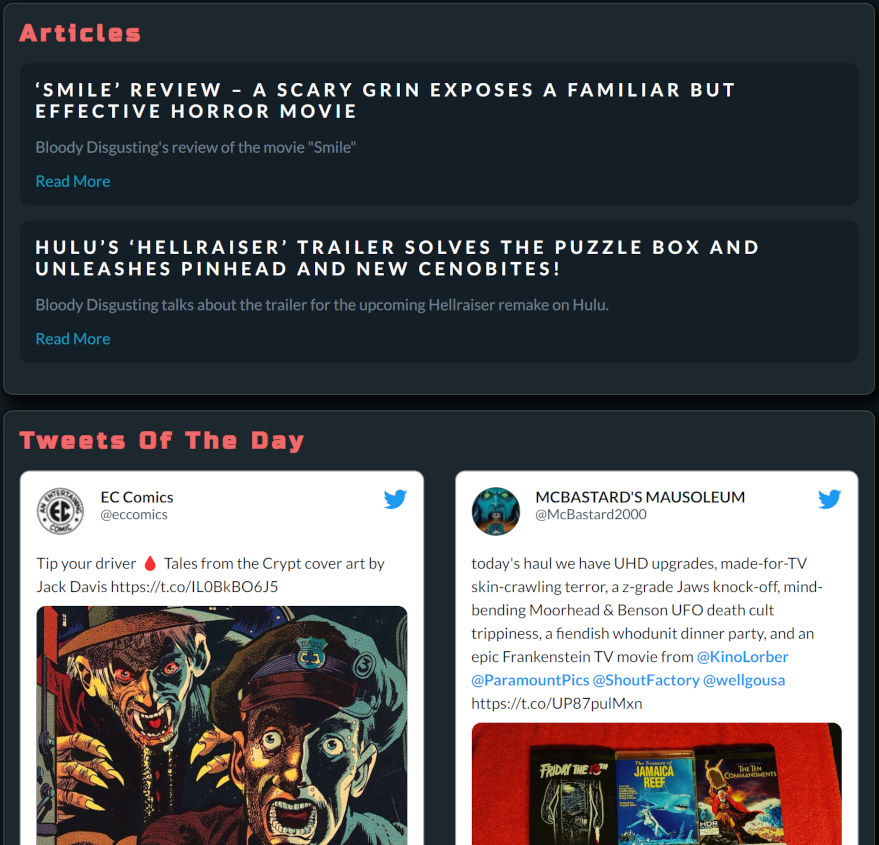 Articles
‘SMILE’ REVIEW – A SCARY GRIN EXPOSES A FAMILIAR BUT
EFFECTIVE HORROR MOVIE
Bloody Disgusting's review of the movie "Smile"
Read More
HULU’S ‘HELLRAISER’ TRAILER SOLVES THE PUZZLE BOX AND
UNLEASHES PINHEAD AND NEW CENOBITES!
Bloody Disgusting talks about the trailer for the upcoming Hellraiser remake on Hulu.
Read More
Tweets Of The Day
AN ENTERTAINING
EC
COMIC
EC Comics
@eccomics
Tip your driver 🩸 Tales from the Crypt cover art by
Jack Davis https://t.co/IL0BkBO6J5
3
MCBASTARD'S MAUSOLEUM
@McBastard2000
today's haul we have UHD upgrades, made-for-TV
skin-crawling terror, a z-grade Jaws knock-off, mind-
bending Moorhead & Benson UFO death cult
trippiness, a fiendish whodunit dinner party, and an
epic Frankenstein TV movie from @KinoLorber
@ParamountPics @ShoutFactory @wellgousa
https://t.co/UP87pulMxn
FRIDAY THE 13TH
The Treasure of
JAMAICA
REEF
THE TEN
COMMANDMENTS
HDR